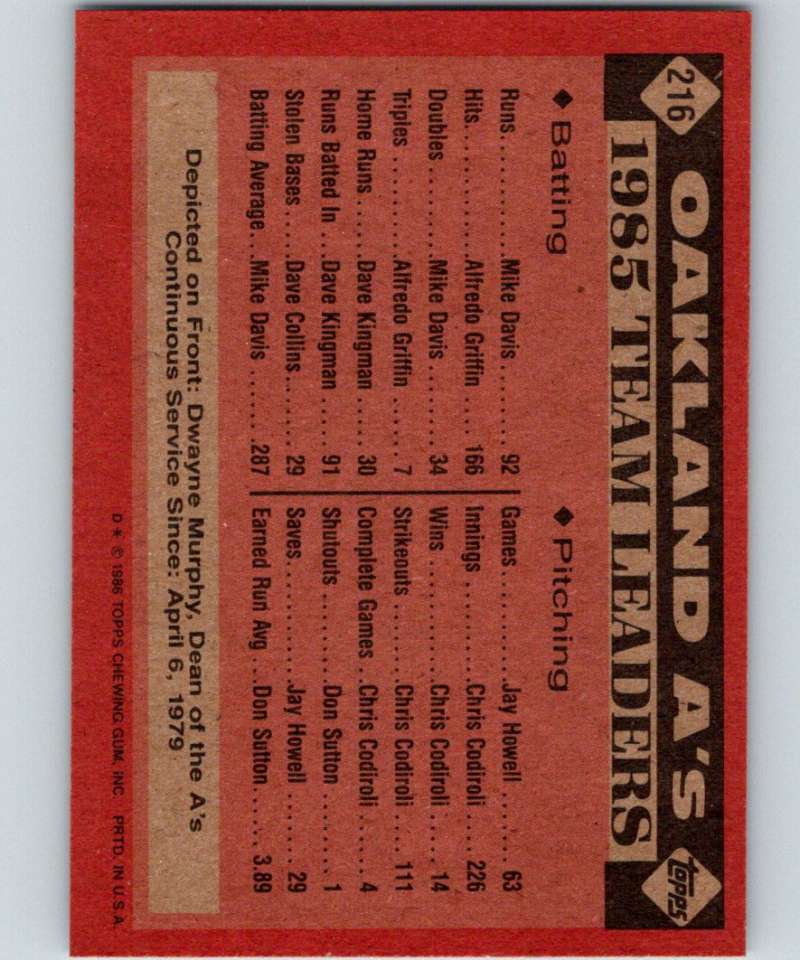 216
OAKLAND A's
topps
1985 TEAM LEADERS
◆ Batting
Runs..........Mike Davis......92
Hits..........Alfredo Griffin....166
Doubles........Mike Davis......34
Triples.........Alfredo Griffin......7
Home Runs.....Dave Kingman....30
Runs Batted In...Dave Kingman....91
Stolen Bases....Dave Collins......29
Batting Average..Mike Davis......287
◆ Pitching
Games.........Jay Howell......63
Innings.........Chris Codiroli....226
Wins..........Chris Codiroli.....14
Strikeouts.......Chris Codiroli....111
Complete Games..Chris Codiroli.....4
Shutouts........Don Sutton.......1
Saves..........Jay Howell......29
Earned Run Avg...Don Sutton.....3.89
Depicted on Front: Dwayne Murphy, Dean of the A's
Continuous Service Since: April 6, 1979
D* © 1986 TOPPS CHEWING GUM, INC. PRTD. IN U.S.A.